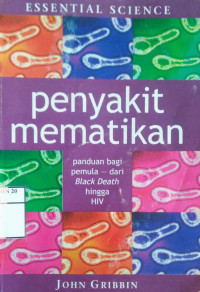 ESSENTIAL SCIENCE
penyakit
mematikan
panduan bagi
pemula – dari
Black Death
hingga
HIV
JOHN GRIBBIN